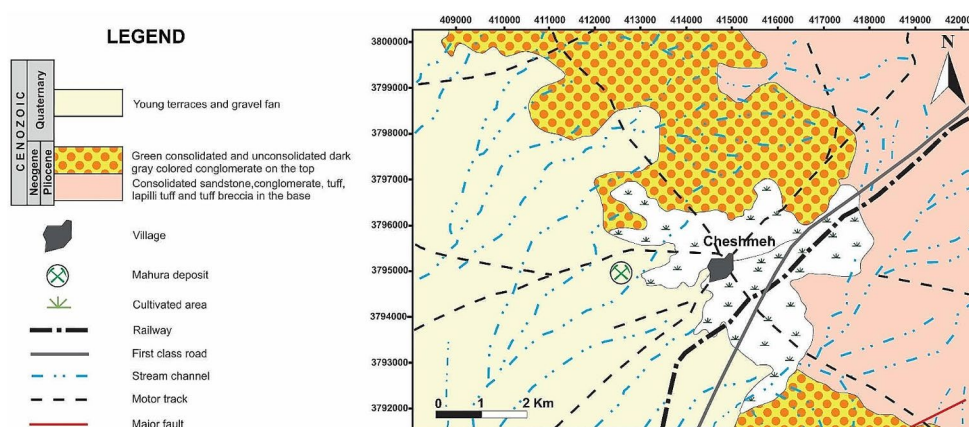 LEGEND
CENOZOIC
Quaternary
Neogene
Pliocene
Young terraces and gravel fan
Green consolidated and unconsolidated dark
gray colored conglomerate on the top
Consolidated sandstone,conglomerate, tuff,
lapilli tuff and tuff breccia in the base
Village
Mahura deposit
Cultivated area
Railway
First class road
Stream channel
Motor track
Major fault
409000 410000 411000 412000 413000 414000 415000 416000 417000 418000 419000 42000
3800000
3799000
3798000
3797000
3796000
3795000
3794000
3793000
3792000
N
Cheshmeh
0 1 2 Km